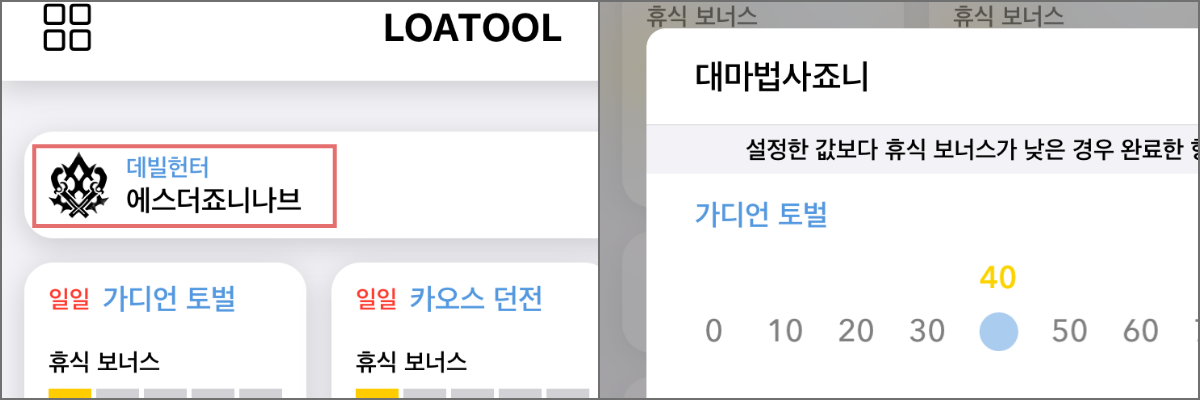 LOATOOL
데빌헌터
에스더죠니나브
일일 가디언 토벌
휴식 보너스
일일 카오스 던전
휴식 보너스
휴식 보너스
휴식 보너스
대마법사죠니
설정한 값보다 휴식 보너스가 낮은 경우 완료한
가디언 토벌
40
0 10 20 30 50 60